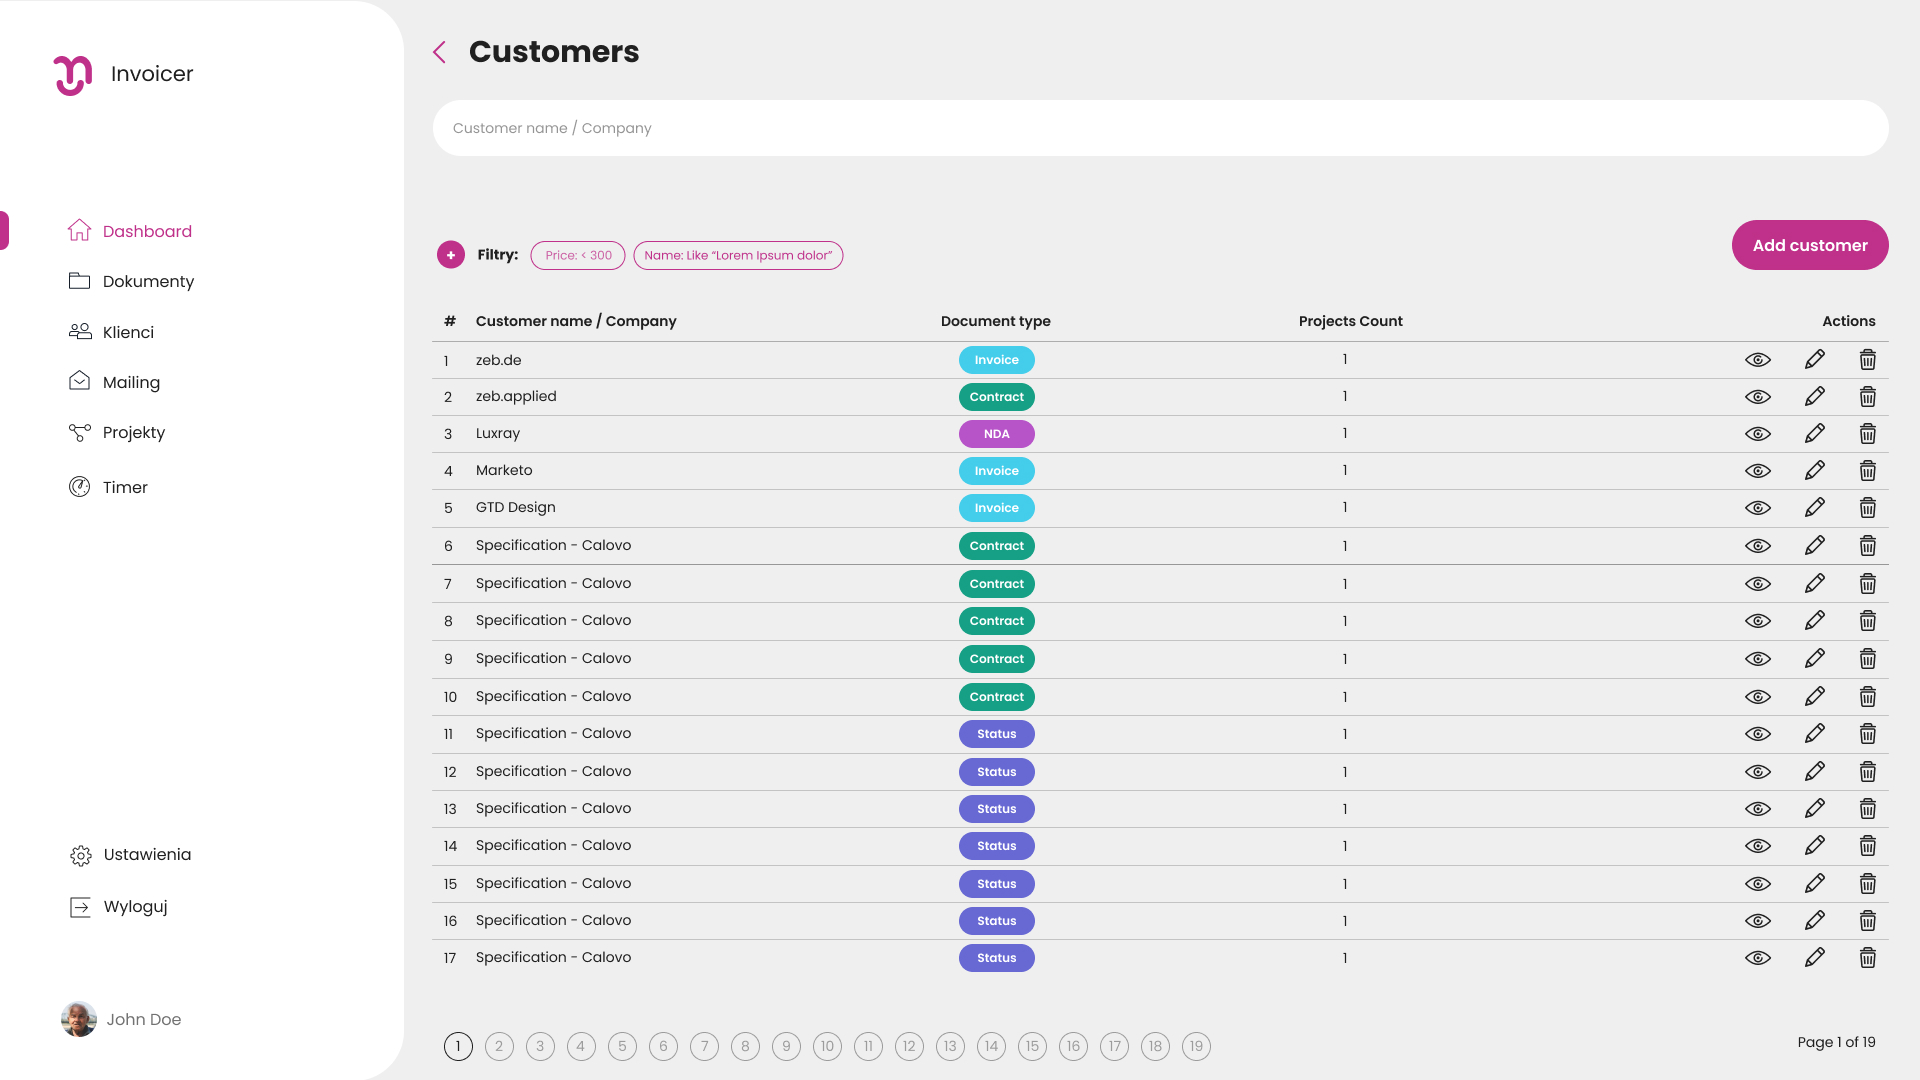 Invoicer
Dashboard
Dokumenty
Klienci
Mailing
Projekty
Timer
Ustawienia
Wyloguj
John Doe
Customers
Customer name / Company
+ Filtry: Price: < 300 Name: Like “Lorem Ipsum dolor”
Add customer
# Customer name / Company Document type Projects Count Actions
1 zeb.de Invoice 1
2 zeb.applied Contract 1
3 Luxray NDA 1
4 Marketo Invoice 1
5 GTD Design Invoice 1
6 Specification - Calovo Contract 1
7 Specification - Calovo Contract 1
8 Specification - Calovo Contract 1
9 Specification - Calovo Contract 1
10 Specification - Calovo Contract 1
11 Specification - Calovo Status 1
12 Specification - Calovo Status 1
13 Specification - Calovo Status 1
14 Specification - Calovo Status 1
15 Specification - Calovo Status 1
16 Specification - Calovo Status 1
17 Specification - Calovo Status 1
1 2 3 4 5 6 7 8 9 10 11 12 13 14 15 16 17 18 19
Page 1 of 19